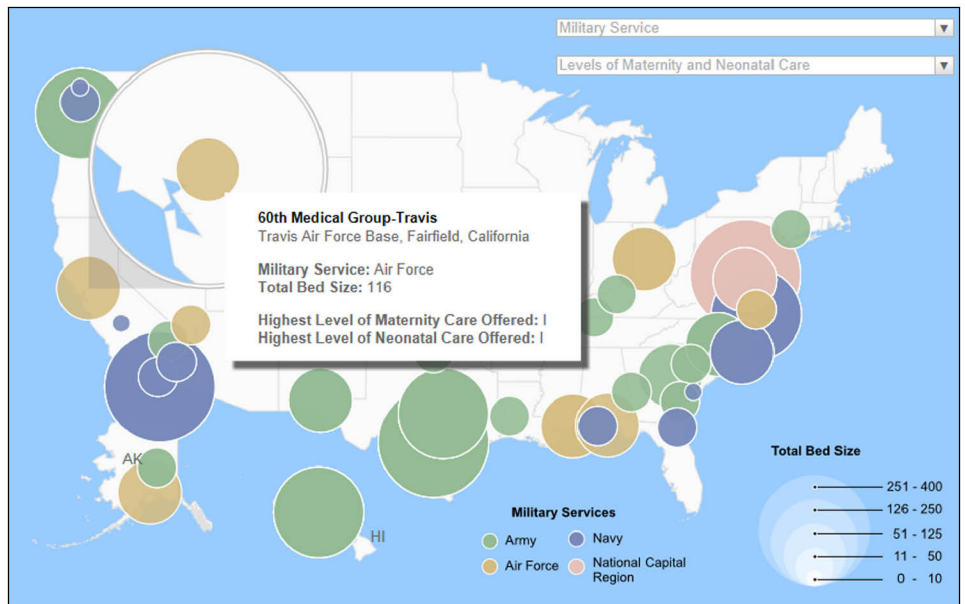 Military Service
Levels of Maternity and Neonatal Care
60th Medical Group-Travis
Travis Air Force Base, Fairfield, California
Military Service: Air Force
Total Bed Size: 116
Highest Level of Maternity Care Offered: I
Highest Level of Neonatal Care Offered: I
AK
HI
Military Services
Army
Navy
Air Force
National Capital
Region
Total Bed Size
251 - 400
126 - 250
51 - 125
11 - 50
0 - 10